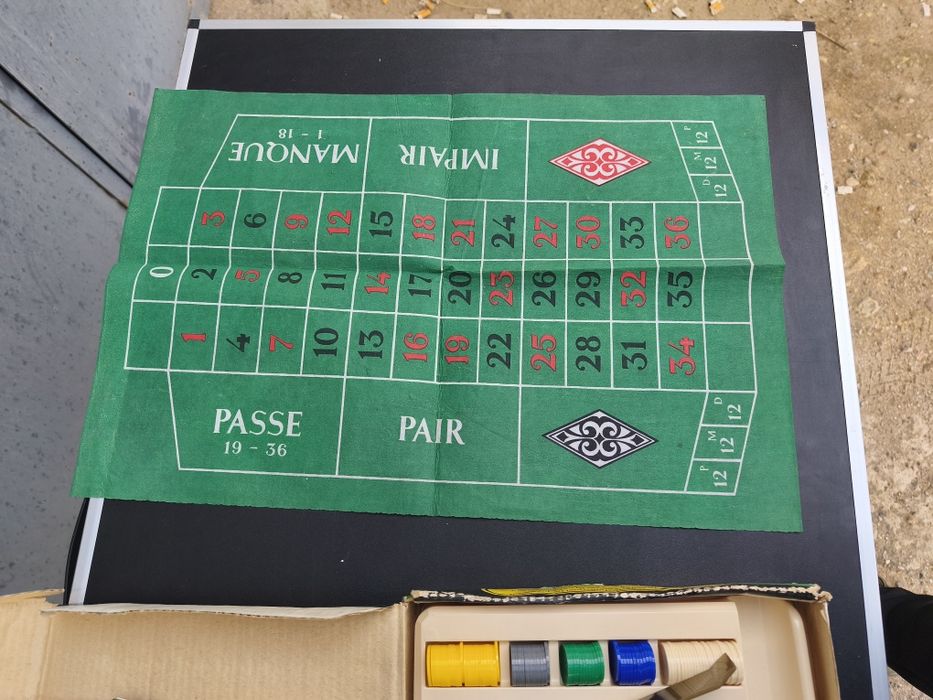 MANQUE
1 - 18
IMPAIR
P 12
M 12
D 12
3 6 9 12 15 18 21 24 27 30 33 36
0 2 5 8 11 14 17 20 23 26 29 32 35
1 4 7 10 13 16 19 22 25 28 31 34
PASSE
19 - 36
PAIR
12 D
12 M
12 P